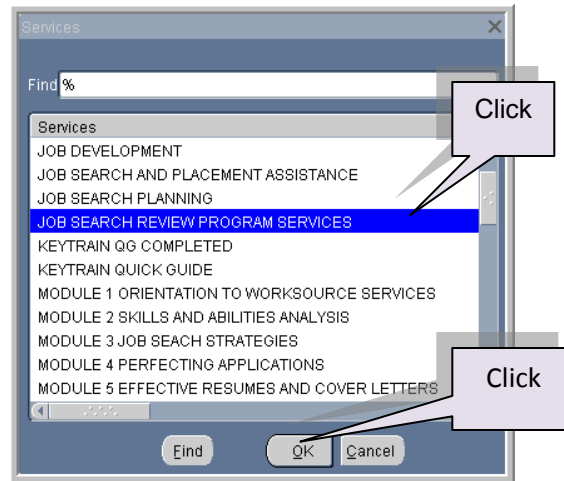 Services
Find %
Click
Services
JOB DEVELOPMENT
JOB SEARCH AND PLACEMENT ASSISTANCE
JOB SEARCH PLANNING
JOB SEARCH REVIEW PROGRAM SERVICES
KEYTRAIN QG COMPLETED
KEYTRAIN QUICK GUIDE
MODULE 1 ORIENTATION TO WORKSOURCE SERVICES
MODULE 2 SKILLS AND ABILITIES ANALYSIS
MODULE 3 JOB SEACH STRATEGIES
MODULE 4 PERFECTING APPLICATIONS
MODULE 5 EFFECTIVE RESUMES AND COVER LETTERS
Click
Find OK Cancel